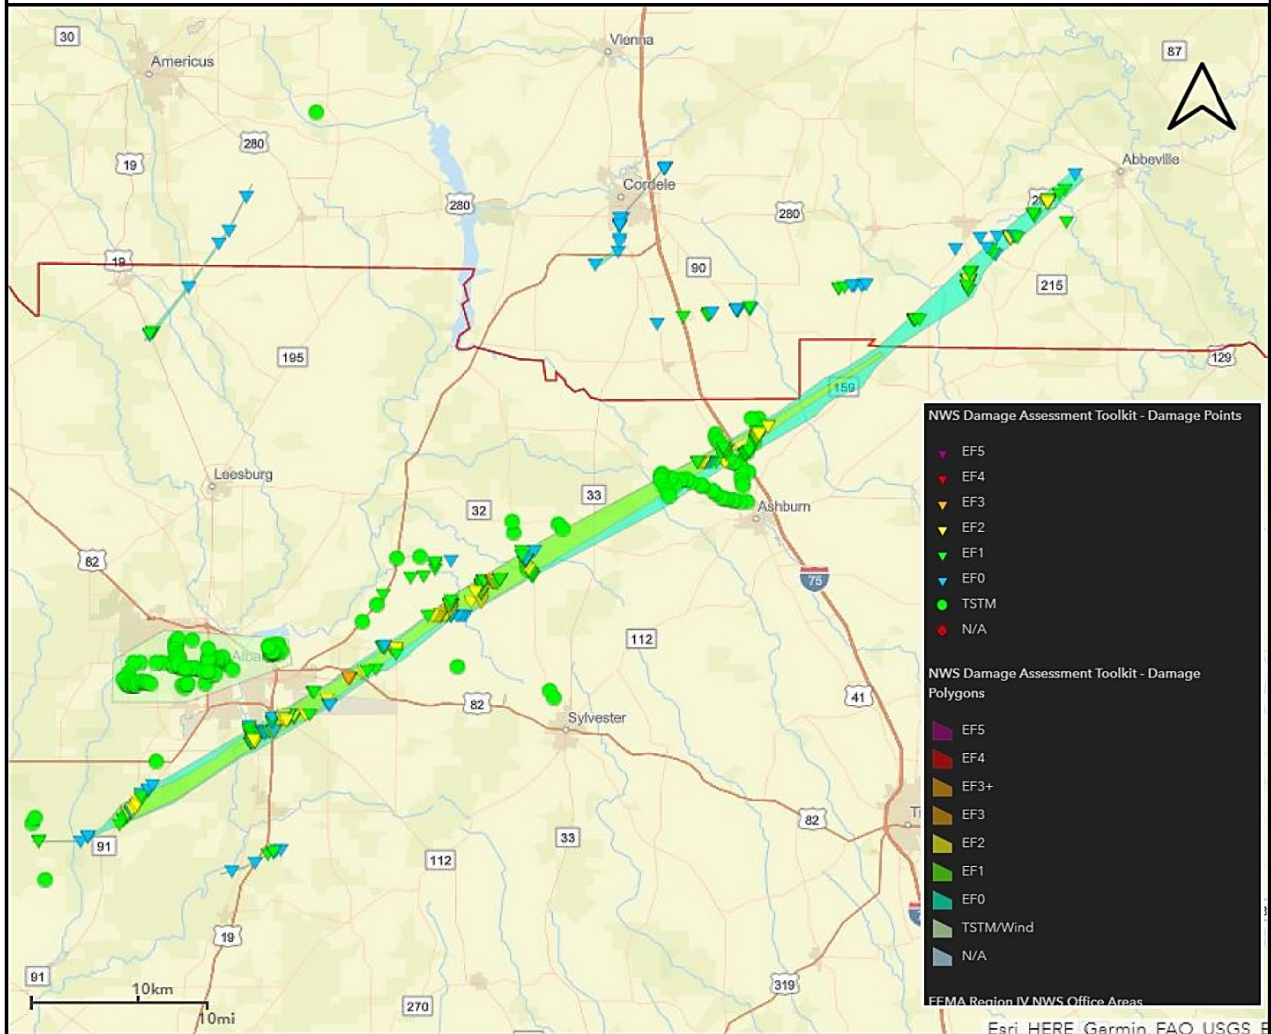 30
Americus
Vienna
87
280
19
Abbeville
Cordele
280
280
19
90
215
195
129
159
Leesburg
32
33
Ashburn
82
75
112
82
41
Sylvester
82
33
91
112
19
91
270
319
10km
10mi
NWS Damage Assessment Toolkit - Damage Points
EF5
EF4
EF3
EF2
EF1
EF0
TSTM
N/A
NWS Damage Assessment Toolkit - Damage
Polygons
EF5
EF4
EF3+
EF3
EF2
EF1
EF0
TSTM/Wind
N/A
FEMA Region IV NWS Office Areas
Esri, HERE, Garmin, FAO, USGS,